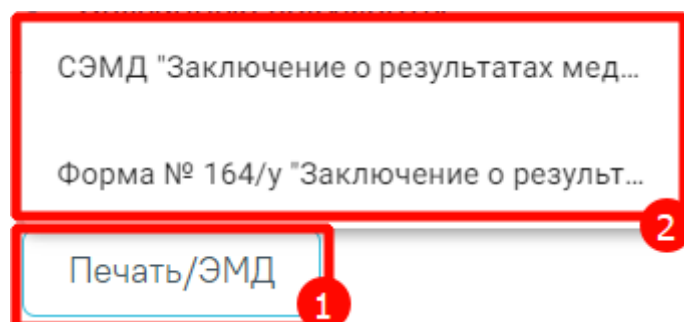 СЭМД "Заключение о результатах мед...
Форма № 164/у "Заключение о результ...
2
Печать/ЭМД
1